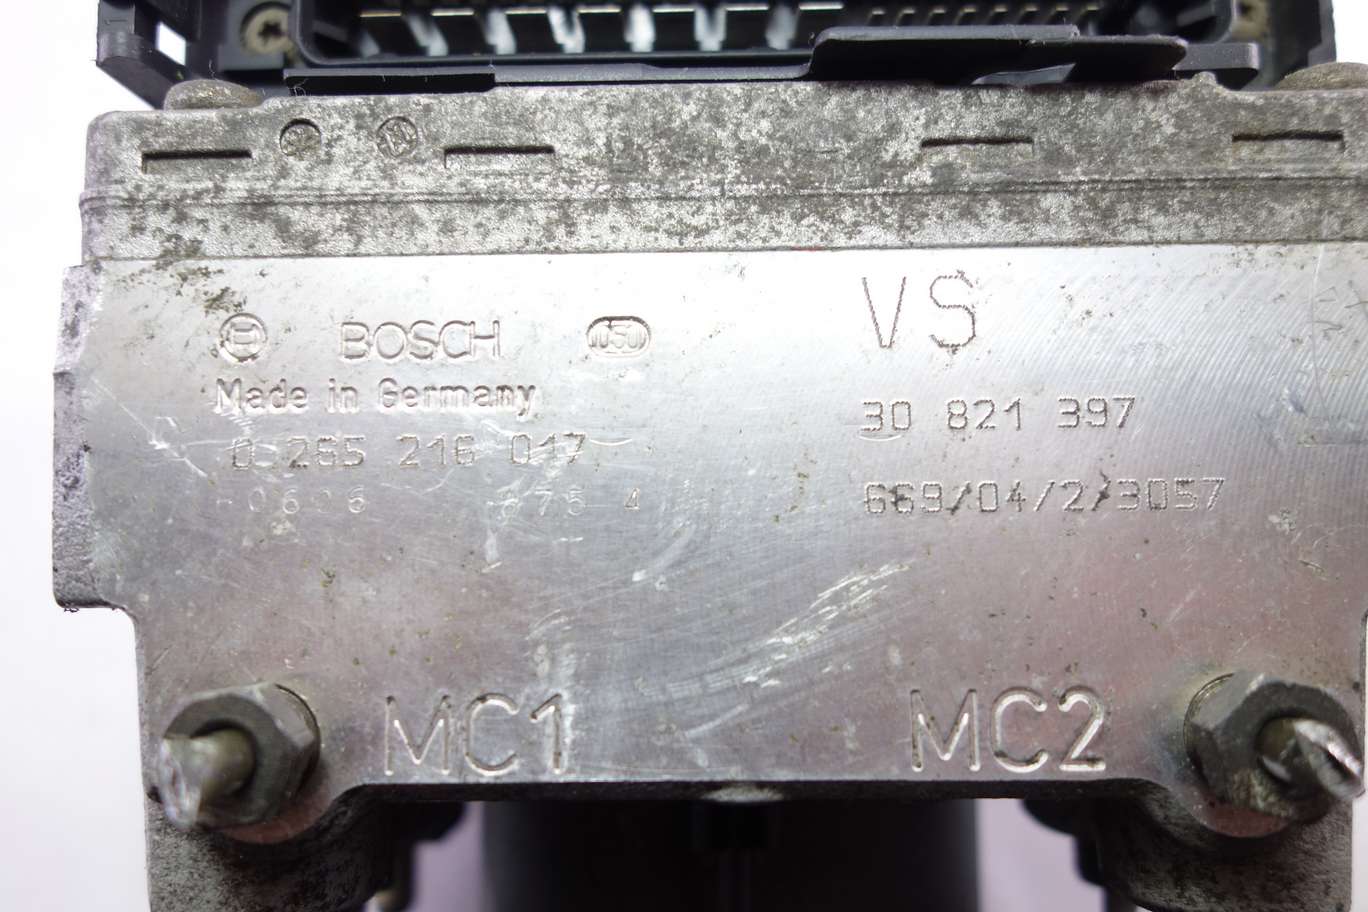 BOSCH
Made in Germany
0 265 216 017
VS
30 821 397
669/04/2/3057
MC1
MC2